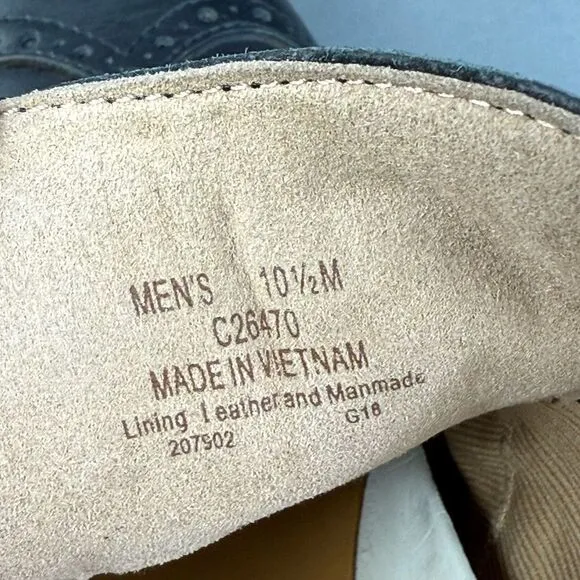 MEN'S 10½M
C26470
MADE IN VIETNAM
Lining Leather and Manmade
207902 G18